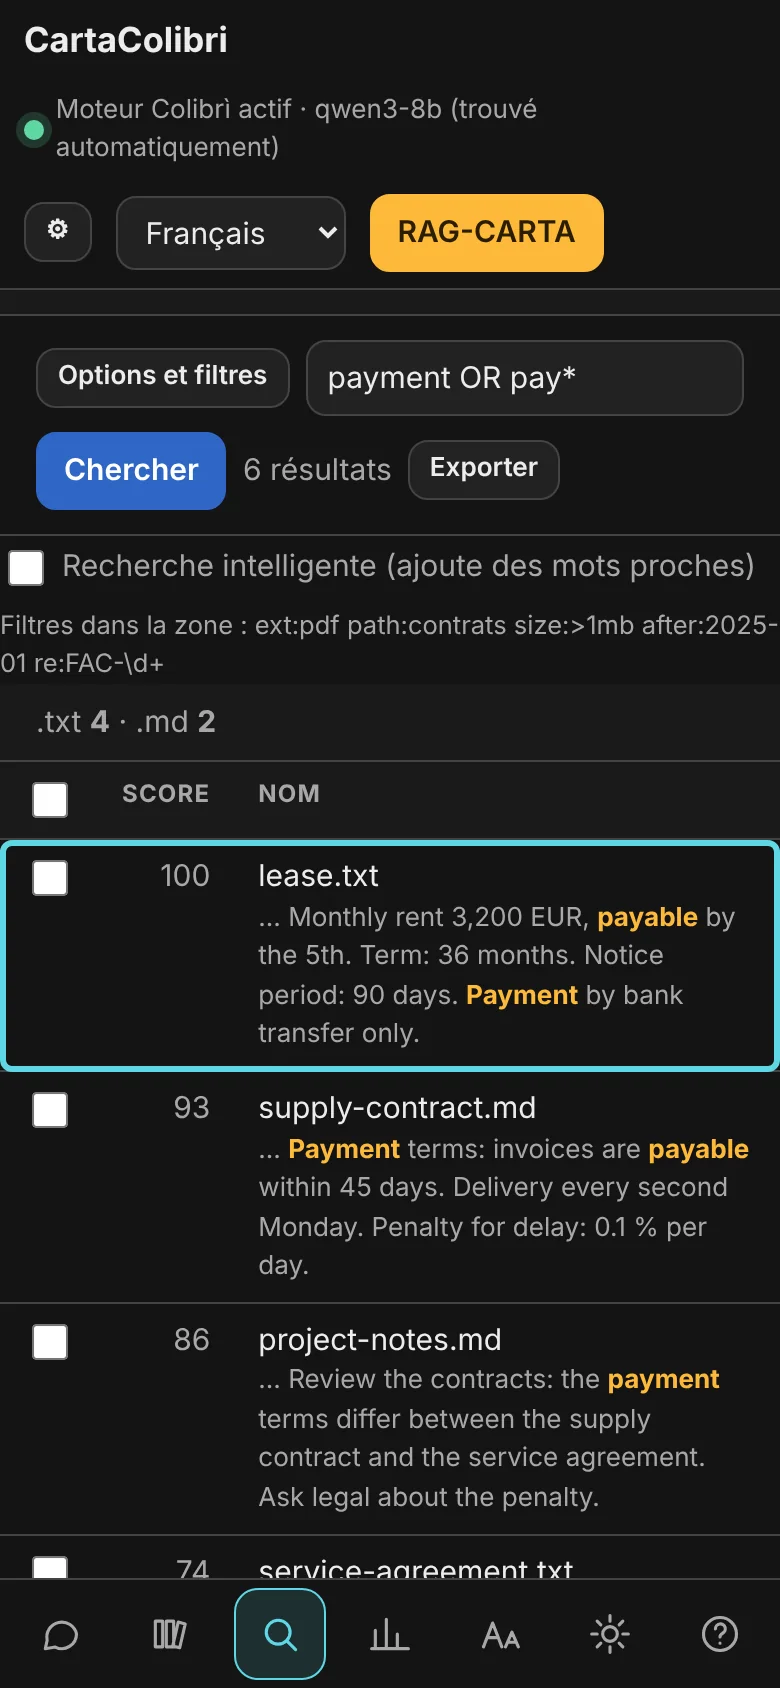 CartaColibri
Moteur Colibrì actif · qwen3-8b (trouvé
automatiquement)
Français
RAG-CARTA
Options et filtres
payment OR pay*
Chercher
6 résultats
Exporter
Recherche intelligente (ajoute des mots proches)
Filtres dans la zone : ext:pdf path:contrats size:>1mb after:2025-
01 re:FAC-\d+
.txt 4 · .md 2
SCORE NOM
100 lease.txt
... Monthly rent 3,200 EUR, payable by
the 5th. Term: 36 months. Notice
period: 90 days. Payment by bank
transfer only.
93 supply-contract.md
... Payment terms: invoices are payable
within 45 days. Delivery every second
Monday. Penalty for delay: 0.1 % per
day.
86 project-notes.md
... Review the contracts: the payment
terms differ between the supply
contract and the service agreement.
Ask legal about the penalty.
74 service-agreement.txt
AA